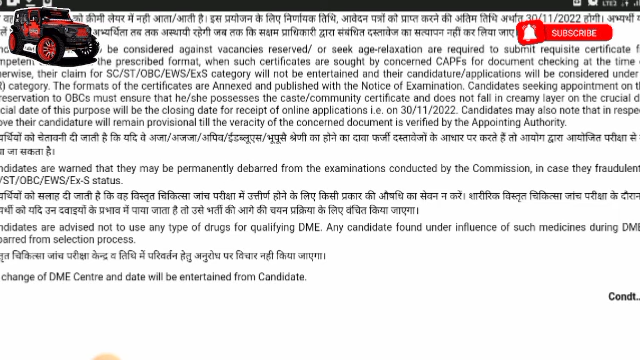 LTE2
को क्रीमी लेयर में नही आता/आती है। इस प्रयोजन के लिए निर्णायक तिथि, आवेदन पत्रों को प्राप्त करने की अंतिम तिथि अर्थात 30/11/2022 होगी। अभ्यर्थी
अभ्यर्थिता तब तक अस्थायी रहेगी जब तक कि सक्षम प्राधिकारी द्वारा संबंधित दस्तावेज का सत्यापन नहीं कर लिया जाए
SUBSCRIBE
be considered against vacancies reserved/ or seek age-relaxation are required to submit requisite certificate
the prescribed format, when such certificates are sought by concerned CAPFs for document checking at the time
erwise, their claim for SC/ST/OBC/EWS/ExS category will not be entertained and their candidature/applications will be considered under
R) category. The formats of the certificates are Annexed and published with the Notice of Examination. Candidates seeking appointment on
reservation to OBCs must ensure that he/she possesses the caste/community certificate and does not fall in creamy layer on the crucial
cial date of this purpose will be the closing date for receipt of online applications i.e. on 30/11/2022. Candidates may also note that in
ove their candidature will remain provisional till the veracity of the concerned document is verified by the Appointing Authority.
यर्थियों को चेतावनी दी जाती है कि यदि वे अजा/अजजा/अपिव/ईडब्लूएस/भूपूसै श्रेणी का होने का दावा फर्जी दस्तावेजों के आधार पर करते हैं तो आयोग द्वारा आयोजित परीक्षा से
या जा सकता है।
ndidates are warned that they may be permanently debarred from the examinations conducted by the Commission, in case they fraudulent
/ST/OBC/EWS/Ex-S status.
यर्थियों को सलाह दी जाती है कि वह विस्तृत चिकित्सा जांच परीक्षा में उत्तीर्ण होने के लिए किसी प्रकार की औषधि का सेवन न करें। शारीरिक विस्तृत चिकित्सा जांच परीक्षा के दौरान
यर्थी को यदि उन दवाइयों के प्रभाव में पाया जाता है तो उसे भर्ती की आगे की चयन प्रक्रिया के लिए वंचित किया जाएगा।
ndidates are advised not to use any type of drugs for qualifying DME. Any candidate found under influence of such medicines during DME
barred from selection process.
तृत चिकित्सा जांच परीक्षा केन्द्र व तिथि में परिवर्तन हेतु अनुरोध पर विचार नही किया जाएगा।
change of DME Centre and date will be entertained from Candidate.
Condt..